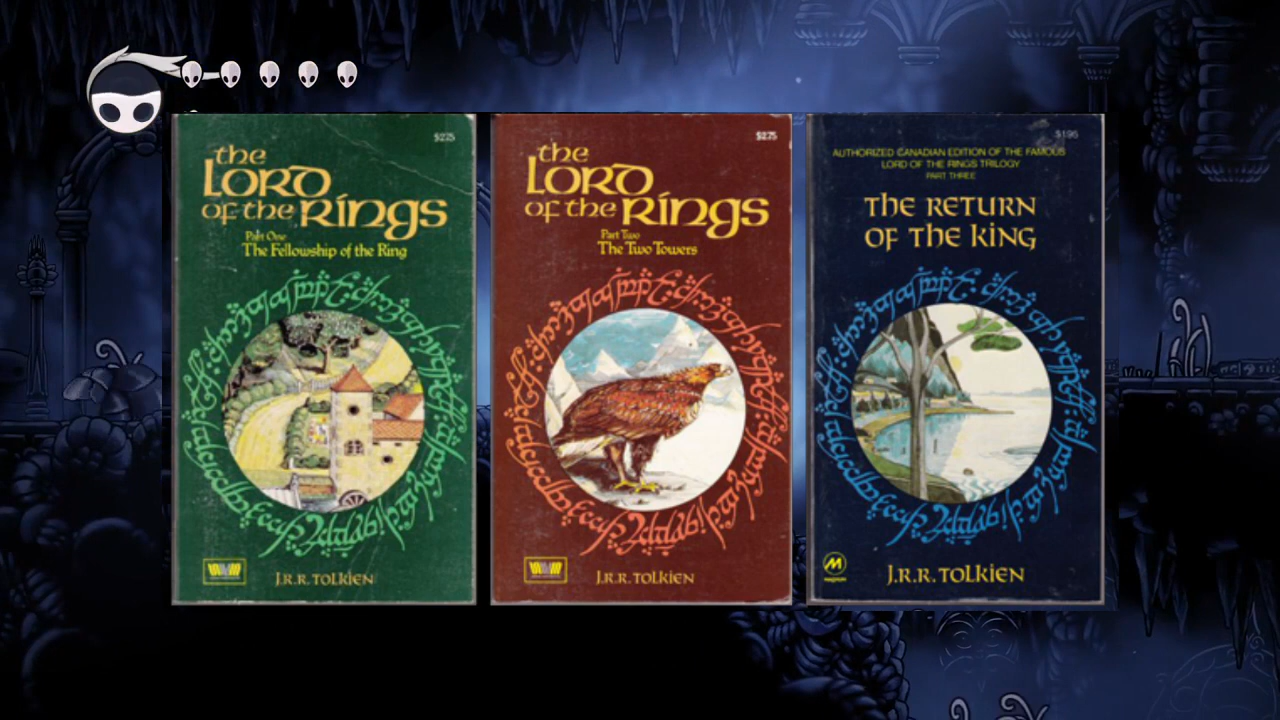 $2.75
the
LORD
of the Rings
Part One
The Fellowship of the Ring
J.R.R. TOLKIEN
$2.75
the
LORD
of the Rings
Part Two
The Two Towers
J.R.R. TOLKIEN
$1.95
AUTHORIZED CANADIAN EDITION OF THE FAMOUS
LORD OF THE RINGS TRILOGY
PART THREE
THE RETURN
OF THE KING
M
J.R.R. TOLKIEN